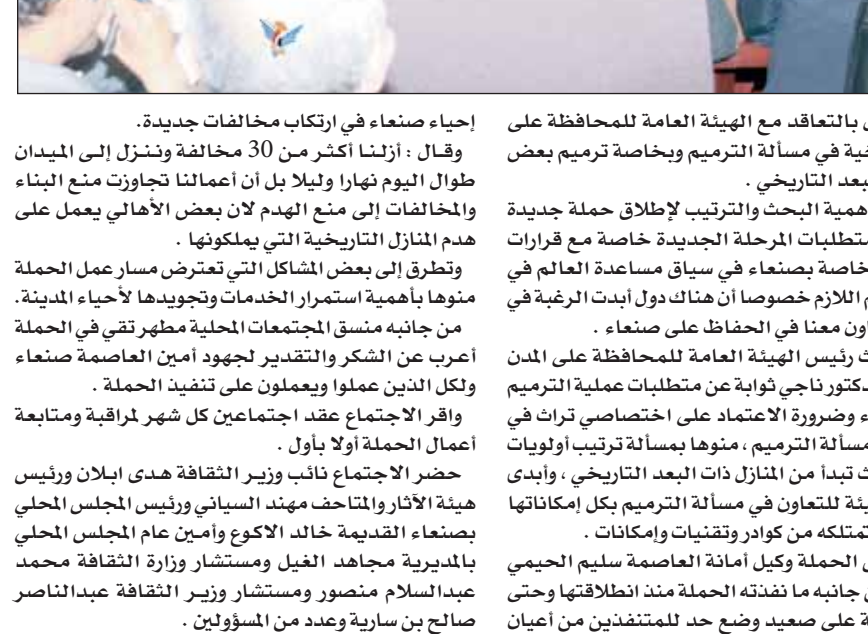 بالتعاقد مع الهيئة العامة للمحافظة على
في مسألة الترميم وبخاصة ترميم بعض
البعد التاريخي .
أهمية البحث والترتيب لإطلاق حملة جديدة
متطلبات المرحلة الجديدة خاصة مع قرارات
خاصة بصنعاء في سياق مساعدة العالم في
اللازم خصوصا أن هناك دول أبدت الرغبة في
معنا في الحفاظ على صنعاء .
رئيس الهيئة العامة للمحافظة على المدن
الدكتور ناجي ثوابة عن متطلبات عملية الترميم
وضرورة الاعتماد على اختصاصي تراث في
مسألة الترميم ، منوها بمسألة ترتيب أولويات
تبدأ من المنازل ذات البعد التاريخي ، وأبدى
للتعاون في مسألة الترميم بكل إمكاناتها
تمتلكه من كوادر وتقنيات وإمكانات .
الحملة وكيل أمانة العاصمة سليم الحيمي
جانبه ما نفذته الحملة منذ انطلاقتها وحتى
على صعيد وضع حد للمتنفذين من أعيان
إحياء صنعاء في ارتكاب مخالفات جديدة.
وقال : أزلنا أكثر من 30 مخالفة وننزل إلى الميدان
طوال اليوم نهارا وليلا بل أن أعمالنا تجاوزت منع البناء
والمخالفات إلى منع الهدم لان بعض الأهالي يعمل على
هدم المنازل التاريخية التي يملكونها .
وتطرق إلى بعض المشاكل التي تعترض مسار عمل الحملة
منوها بأهمية استمرار الخدمات وتجويدها لأحياء المدينة.
من جانبه منسق المجتمعات المحلية مطهر تقي في الحملة
أعرب عن الشكر والتقدير لجهود أمين العاصمة صنعاء
ولكل الذين عملوا ويعملون على تنفيذ الحملة .
واقر الاجتماع عقد اجتماعين كل شهر لمراقبة ومتابعة
أعمال الحملة أولا بأول .
حضر الاجتماع نائب وزير الثقافة هدى ابلان ورئيس
هيئة الآثار والمتاحف مهند السياني ورئيس المجلس المحلي
بصنعاء القديمة خالد الاكوع وأمين عام المجلس المحلي
بالمديرية مجاهد الغيل ومستشار وزارة الثقافة محمد
عبدالسلام منصور ومستشار وزير الثقافة عبدالناصر
صالح بن سارية وعدد من المسؤولين .